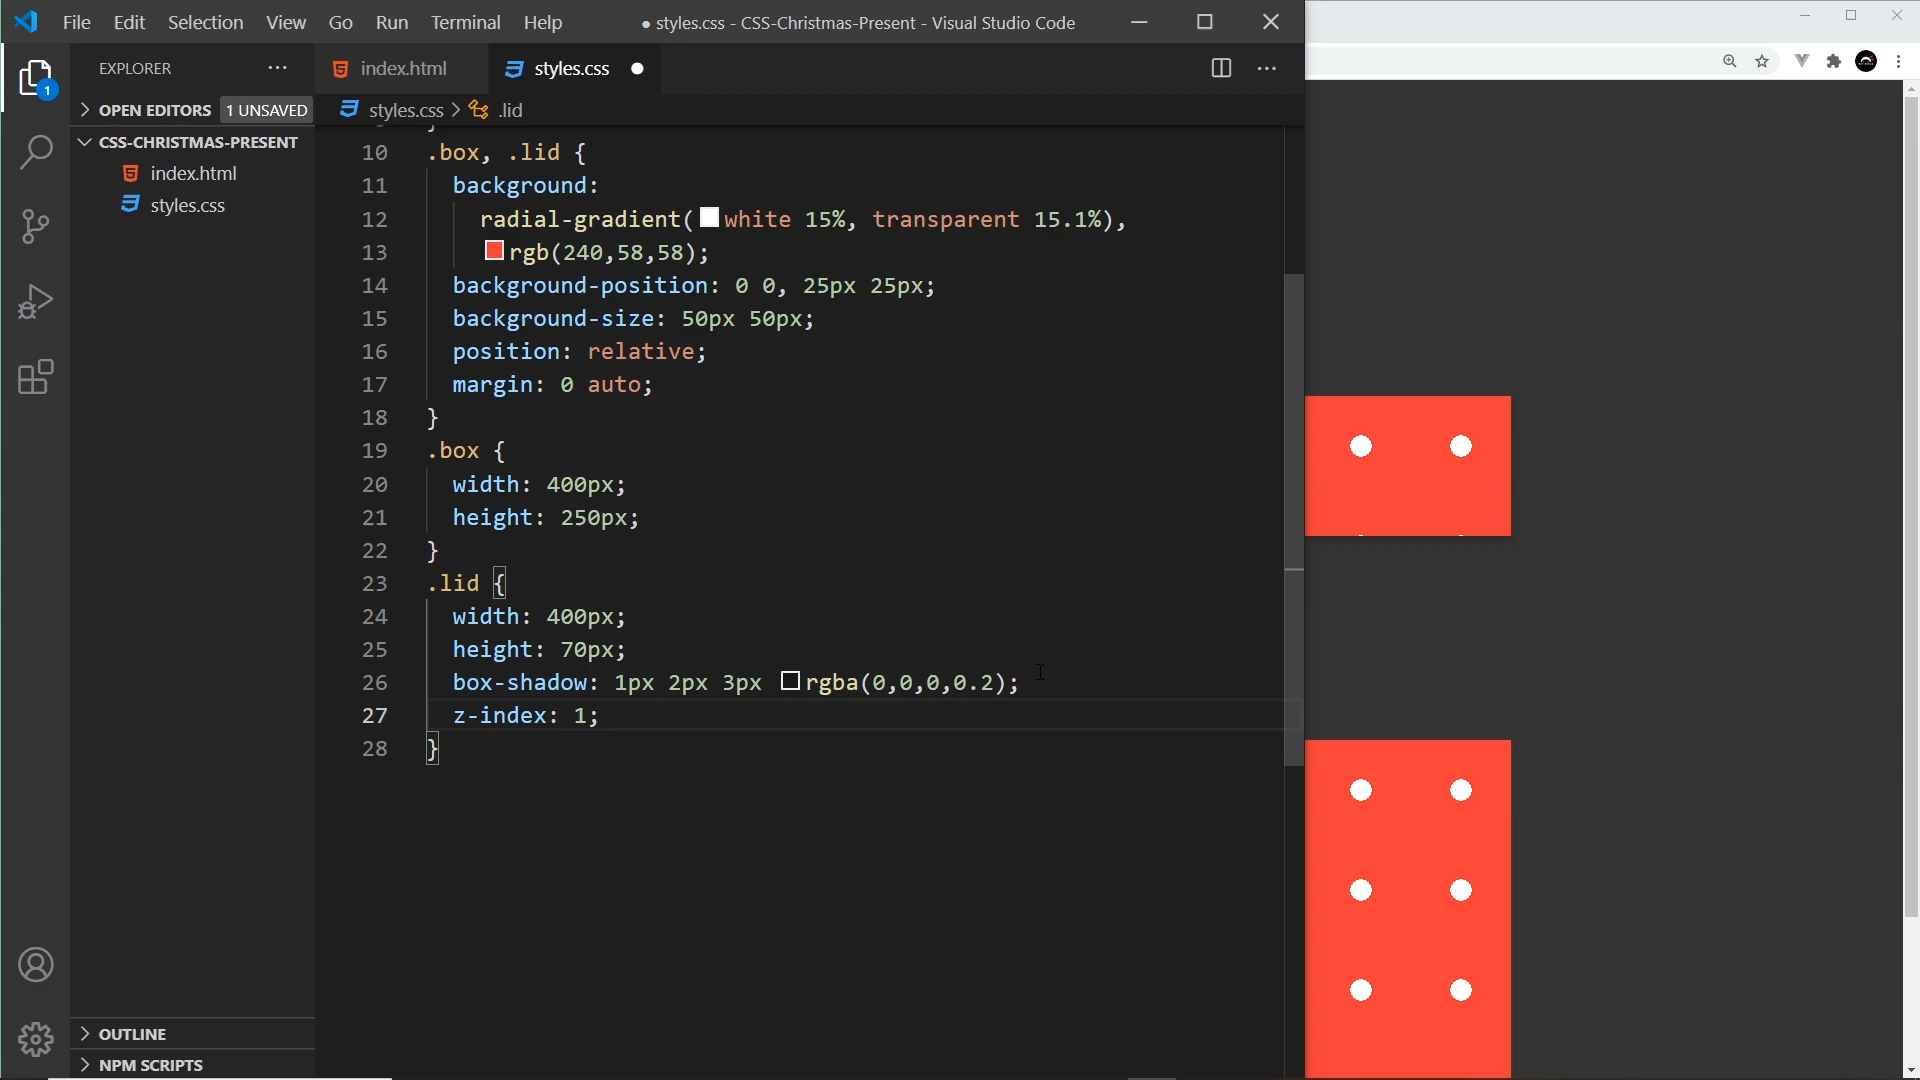 File Edit Selection View Go Run Terminal Help
● styles.css - CSS-Christmas-Present - Visual Studio Code
EXPLORER
index.html
styles.css
1
OPEN EDITORS 1 UNSAVED
styles.css > .lid
CSS-CHRISTMAS-PRESENT
index.html
styles.css
10 .box, .lid {
11 background:
12 radial-gradient(white 15%, transparent 15.1%),
13 rgb(240,58,58);
14 background-position: 0 0, 25px 25px;
15 background-size: 50px 50px;
16 position: relative;
17 margin: 0 auto;
18 }
19 .box {
20 width: 400px;
21 height: 250px;
22 }
23 .lid {
24 width: 400px;
25 height: 70px;
26 box-shadow: 1px 2px 3px rgba(0,0,0,0.2);
27 z-index: 1;
28 }
OUTLINE
NPM SCRIPTS